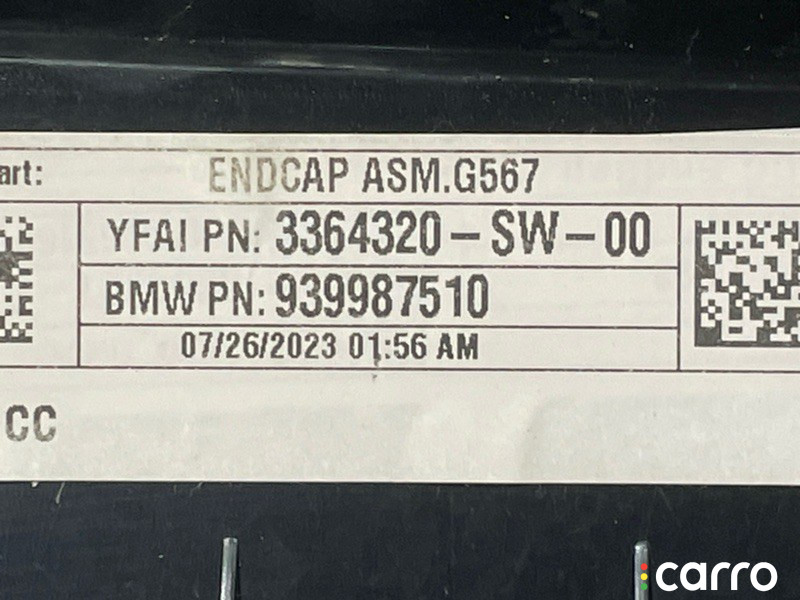 art: ENDCAP ASM.G567
YFAI PN: 3364320-SW-00
BMW PN: 939987510
07/26/2023 01:56 AM
CC
carro